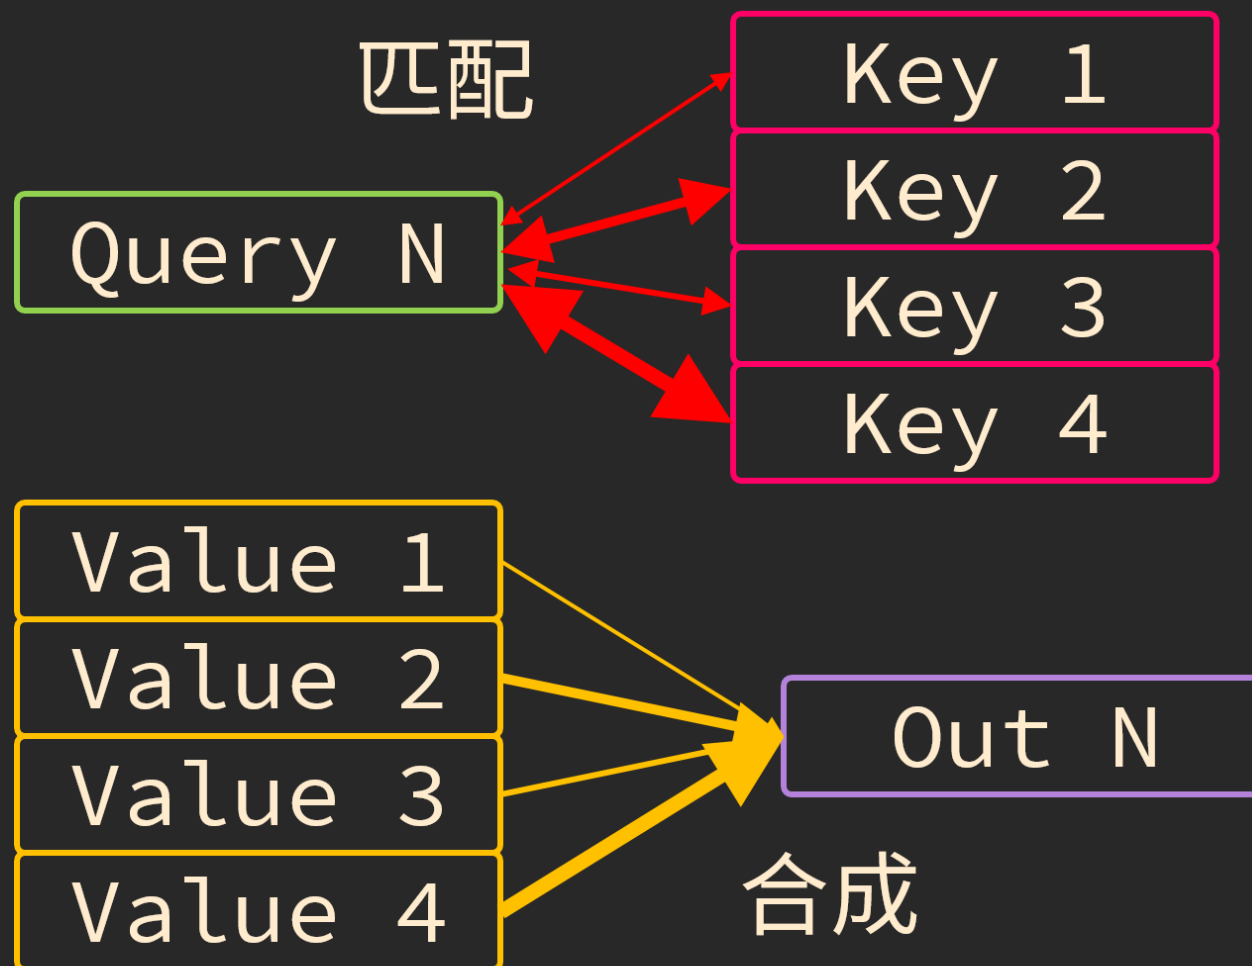 匹配
Key 1
Key 2
Query N
Key 3
Key 4
Value 1
Value 2
Out N
Value 3
合成
Value 4